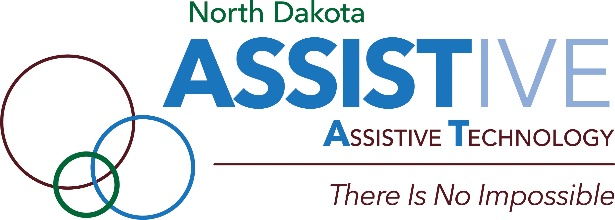 North Dakota
ASSISTIVE
ASSISTIVE TECHNOLOGY
There Is No Impossible